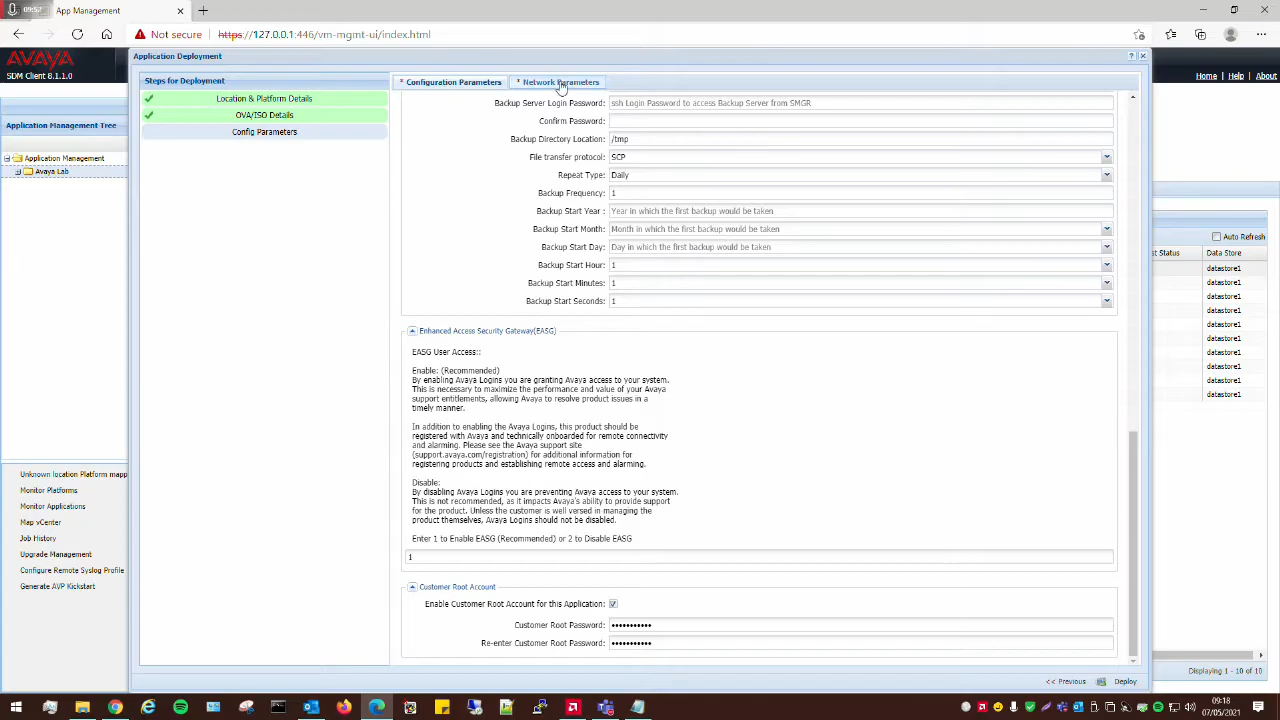 09:52
App Management
Not secure
https://127.0.0.1:446/vm-mgmt-ui/index.html
AVAYA
SDM Client 8.1.1.0
Home | Help | About
Application Deployment
Steps for Deployment
Location & Platform Details
OVA/ISO Details
Config Parameters
* Configuration Parameters
* Network Parameters
Application Management Tree
Application Management
Avaya Lab
Backup Server Login Password: ssh Login Password to access Backup Server from SMGR
Confirm Password:
Backup Directory Location: /tmp
File transfer protocol: SCP
Repeat Type: Daily
Backup Frequency: 1
Backup Start Year : Year in which the first backup would be taken
Backup Start Month: Month in which the first backup would be taken
Backup Start Day: Day in which the first backup would be taken
Backup Start Hour: 1
Backup Start Minutes: 1
Backup Start Seconds: 1
Enhanced Access Security Gateway(EASG)
EASG User Access::
Enable: (Recommended)
By enabling Avaya Logins you are granting Avaya access to your system.
This is necessary to maximize the performance and value of your Avaya
support entitlements, allowing Avaya to resolve product issues in a
timely manner.
In addition to enabling the Avaya Logins, this product should be
registered with Avaya and technically onboarded for remote connectivity
and alarming. Please see the Avaya support site
(support.avaya.com/registration) for additional information for
registering products and establishing remote access and alarming.
Disable:
By disabling Avaya Logins you are preventing Avaya access to your system.
This is not recommended, as it impacts Avaya's ability to provide support
for the product. Unless the customer is well versed in managing the
product themselves, Avaya Logins should not be disabled.
Enter 1 to Enable EASG (Recommended) or 2 to Disable EASG
1
Customer Root Account
Enable Customer Root Account for this Application:
Customer Root Password: •••••••••••
Re-enter Customer Root Password: •••••••••••
<< Previous
Deploy
Unknown location Platform mapp
Monitor Platforms
Monitor Applications
Map vCenter
Job History
Upgrade Management
Configure Remote Syslog Profile
Generate AVP Kickstart
Auto Refresh
st Status
Data Store
datastore1
datastore1
datastore1
datastore1
datastore1
datastore1
datastore1
datastore1
datastore1
datastore1
Displaying 1 - 10 of 10
09:18
07/05/2021